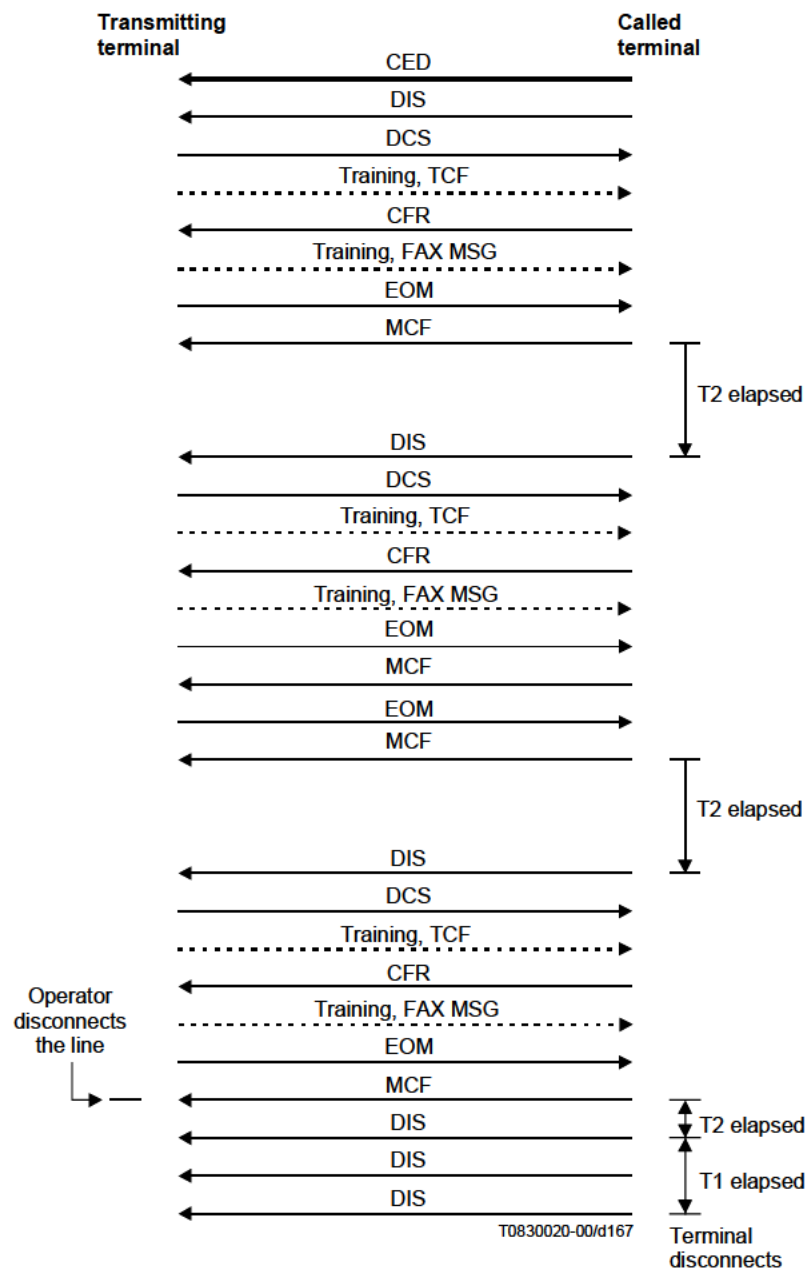 Transmitting
terminal
Called
terminal
CED
DIS
DCS
Training, TCF
CFR
Training, FAX MSG
EOM
MCF
T2 elapsed
DIS
DCS
Training, TCF
CFR
Training, FAX MSG
EOM
MCF
EOM
MCF
T2 elapsed
DIS
DCS
Training, TCF
CFR
Operator
disconnects
the line
Training, FAX MSG
EOM
MCF
T2 elapsed
DIS
DIS
T1 elapsed
DIS
T0830020-00/d167
Terminal
disconnects